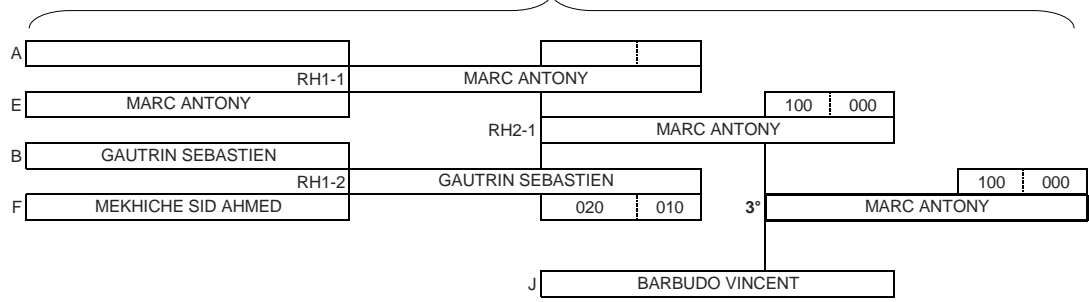 A
RH1-1 MARC ANTONY
E MARC ANTONY 100 000
RH2-1 MARC ANTONY
B GAUTRIN SEBASTIEN
RH1-2 GAUTRIN SEBASTIEN 100 000
F MEKHICHE SID AHMED 020 010 3° MARC ANTONY
J BARBUDO VINCENT